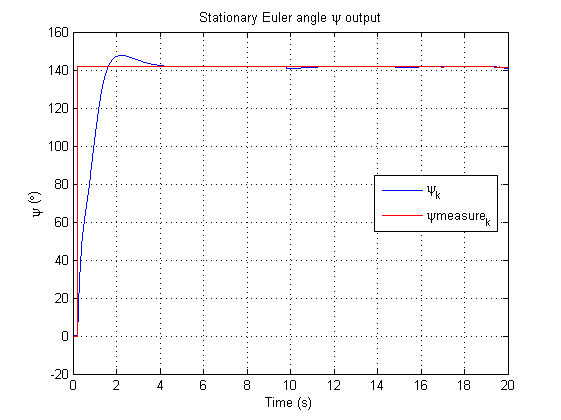 Stationary Euler angle ψ output
160
140
120
100
80
60
40
20
0
-20
ψ (°)
ψk
ψmeasurek
0 2 4 6 8 10 12 14 16 18 20
Time (s)